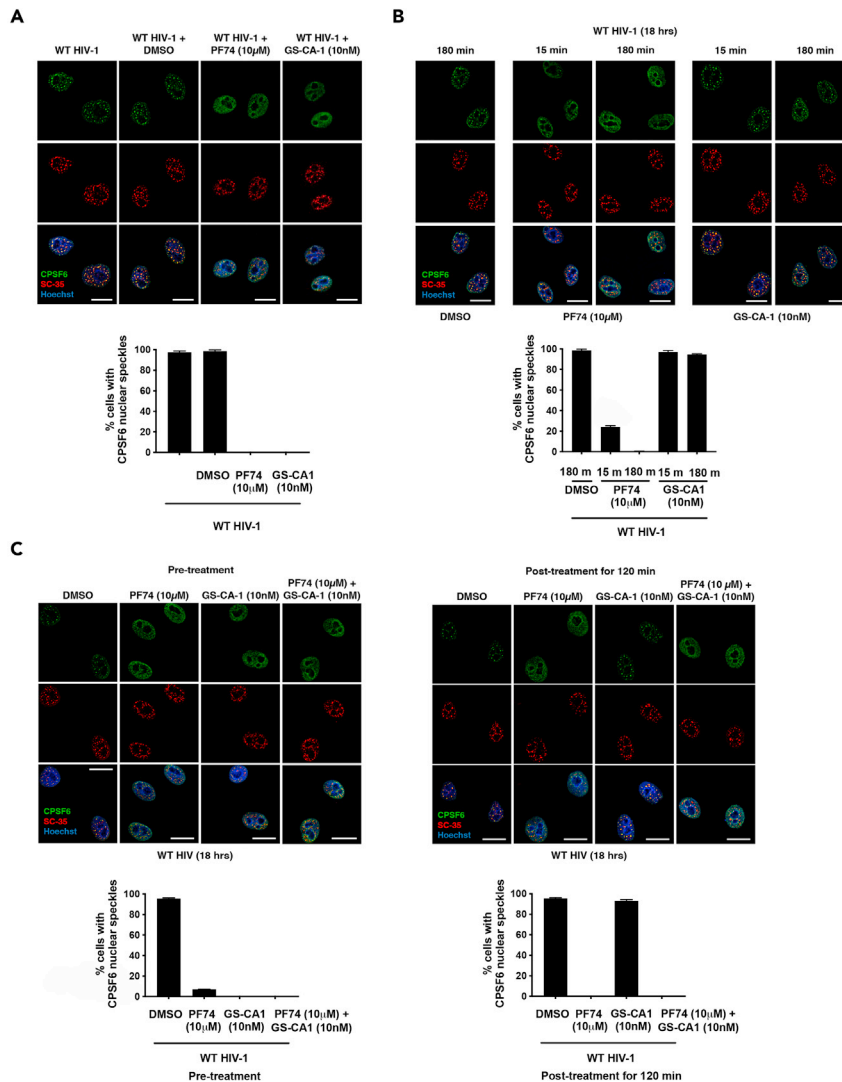 A
WT HIV-1
WT HIV-1 +
DMSO
WT HIV-1 +
PF74 (10µM)
WT HIV-1 +
GS-CA-1 (10nM)
CPSF6
SC-35
Hoechst
100
80
60
40
20
0
% cells with
CPSF6 nuclear speckles
DMSO
PF74
(10µM)
GS-CA1
(10nM)
WT HIV-1
B
WT HIV-1 (18 hrs)
180 min
15 min
180 min
15 min
180 min
CPSF6
SC-35
Hoechst
DMSO
PF74 (10µM)
GS-CA-1 (10nM)
100
80
60
40
20
0
% cells with
CPSF6 nuclear speckles
180 m
15 m
180 m
15 m
180 m
DMSO
PF74
(10µM)
GS-CA1
(10nM)
WT HIV-1
C
Pre-treatment
DMSO
PF74 (10µM)
GS-CA-1 (10nM)
PF74 (10µM) +
GS-CA-1 (10nM)
CPSF6
SC-35
Hoechst
WT HIV (18 hrs)
100
80
60
40
20
0
% cells with
CPSF6 nuclear speckles
DMSO
PF74
(10µM)
GS-CA1
(10nM)
PF74 (10µM) +
GS-CA1 (10nM)
WT HIV-1
Pre-treatment
Post-treatment for 120 min
DMSO
PF74 (10µM)
GS-CA-1 (10nM)
PF74 (10 µM) +
GS-CA-1 (10nM)
CPSF6
SC-35
Hoechst
WT HIV (18 hrs)
100
80
60
40
20
0
% cells with
CPSF6 nuclear speckles
DMSO
PF74
(10µM)
GS-CA1
(10nM)
PF74 (10µM) +
GS-CA1 (10nM)
WT HIV-1
Post-treatment for 120 min